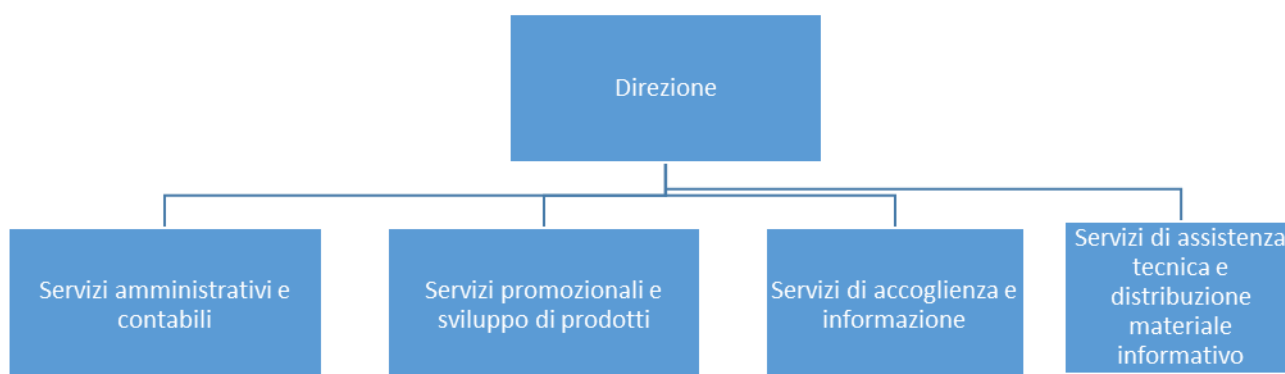 Direzione
Servizi amministrativi e
contabili
Servizi promozionali e
sviluppo di prodotti
Servizi di accoglienza e
informazione
Servizi di assistenza
tecnica e
distribuzione
materiale
informativo